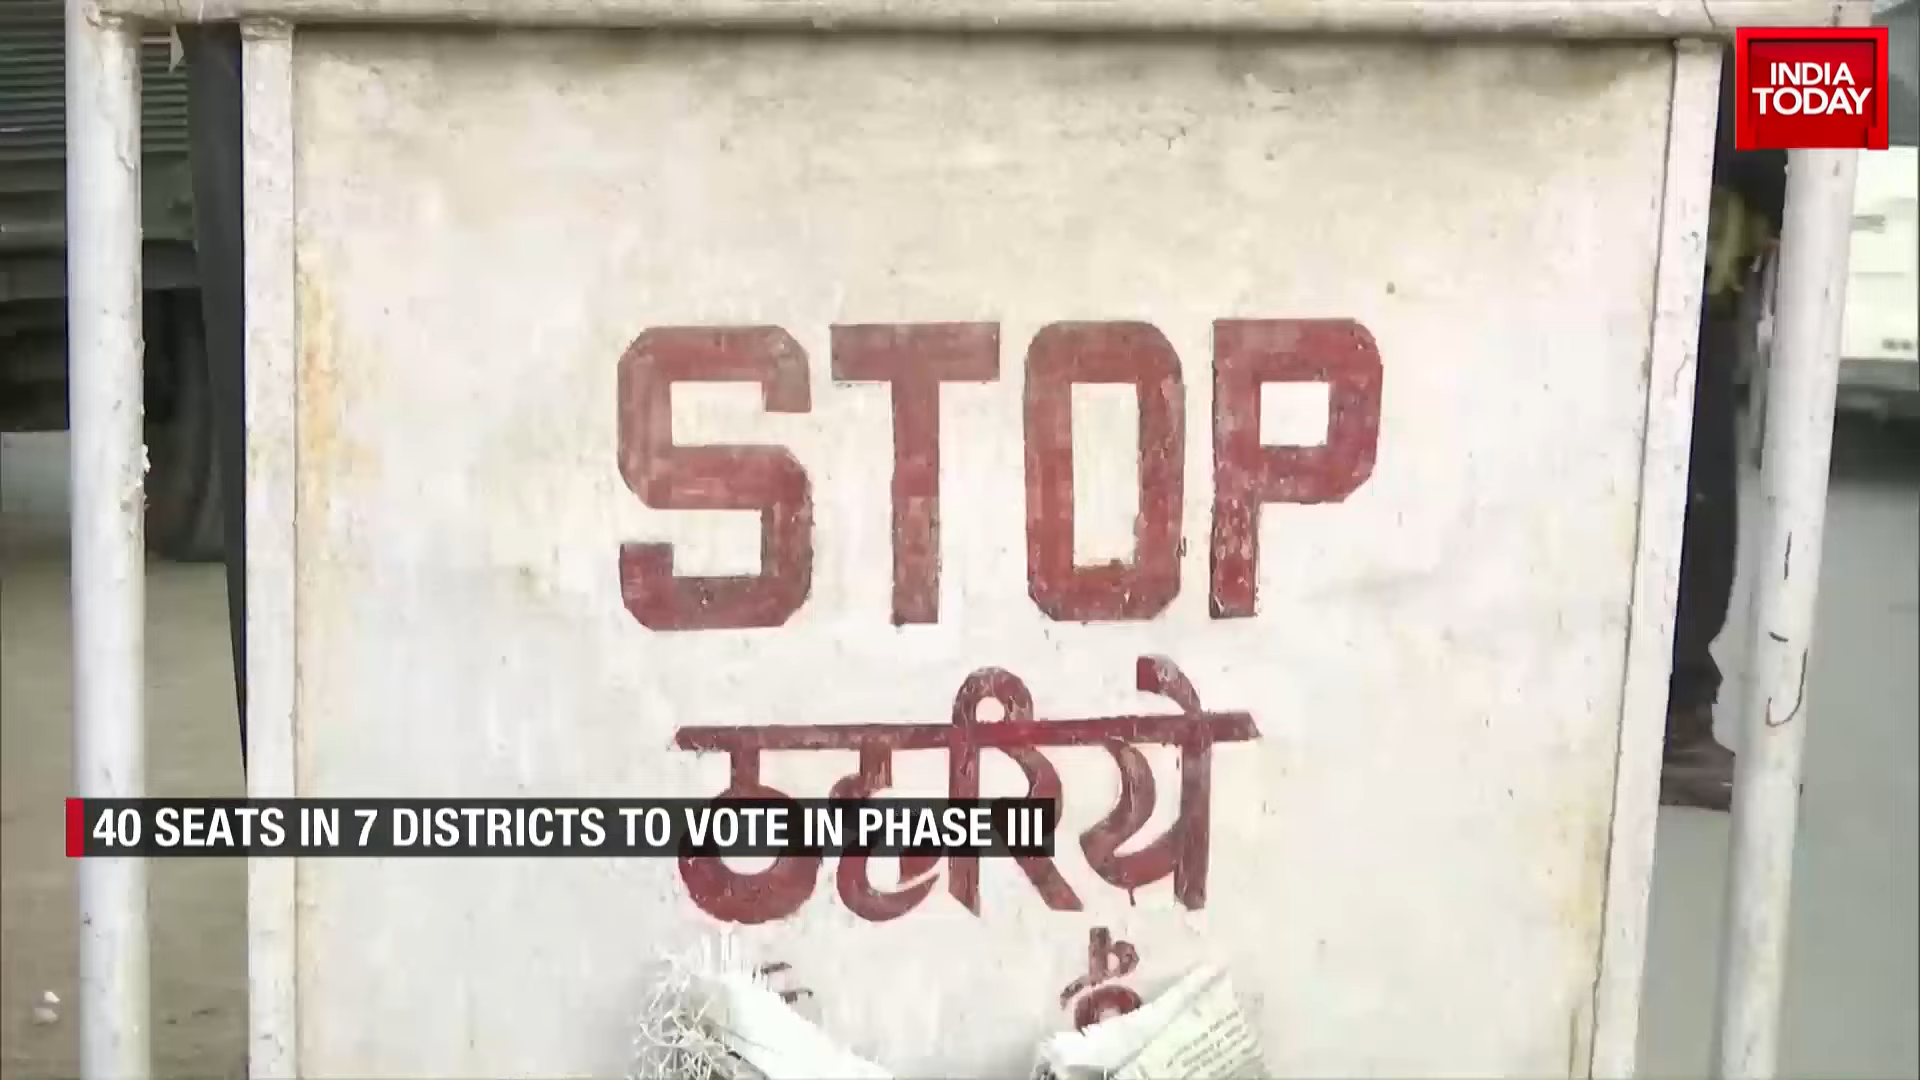 INDIA
TODAY
STOP
ठहरिये
40 SEATS IN 7 DISTRICTS TO VOTE IN PHASE III